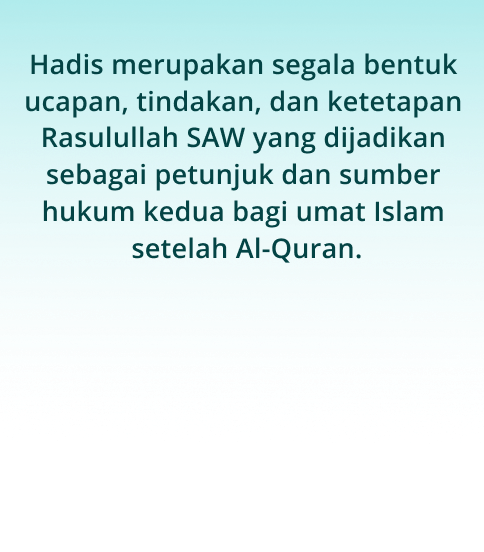 Hadis merupakan segala bentuk
ucapan, tindakan, dan ketetapan
Rasulullah SAW yang dijadikan
sebagai petunjuk dan sumber
hukum kedua bagi umat Islam
setelah Al-Quran.